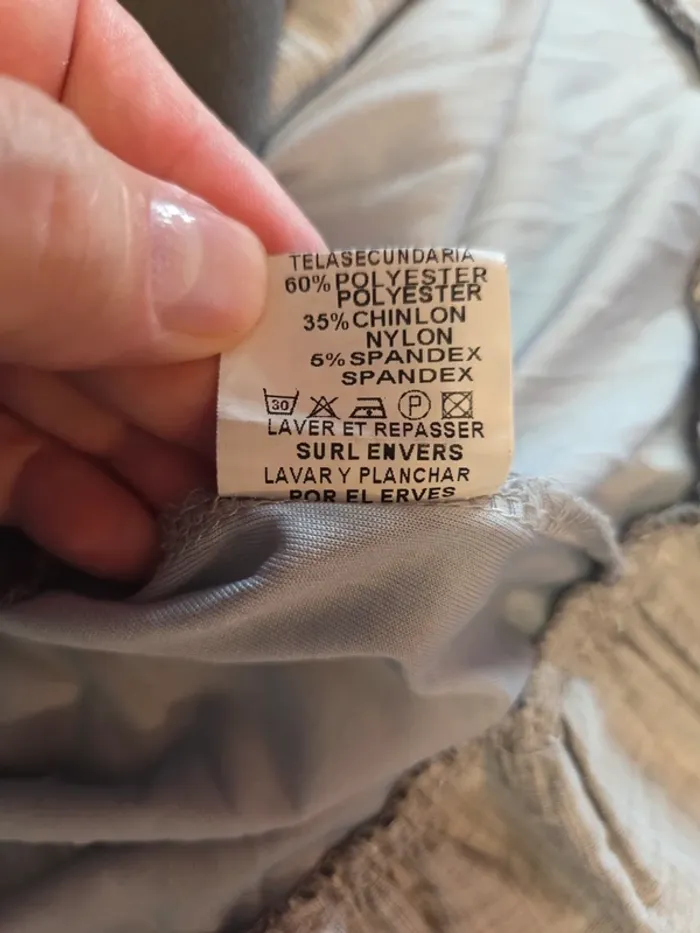 TELASECUNDARIA
60% POLYESTER
POLYESTER
35% CHINLON
NYLON
5% SPANDEX
SPANDEX
30 P
LAVER ET REPASSER
SURL ENVERS
LAVAR Y PLANCHAR
POR EL ERVES